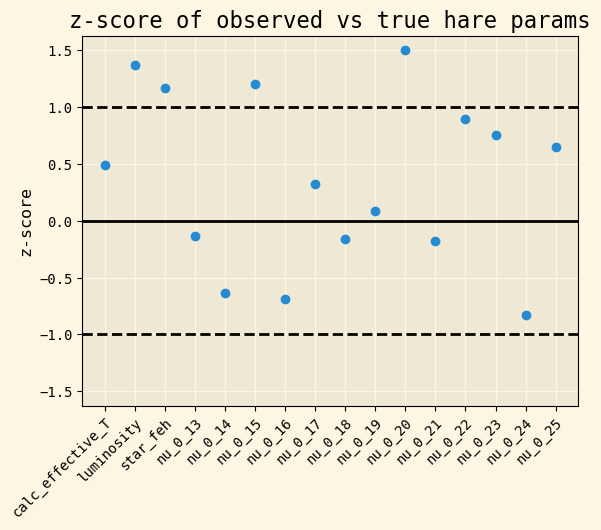 z-score of observed vs true hare params
1.5
1.0
0.5
0.0
−0.5
−1.0
−1.5
z-score
calc_effective_T
luminosity
star_feh
nu_0_13
nu_0_14
nu_0_15
nu_0_16
nu_0_17
nu_0_18
nu_0_19
nu_0_20
nu_0_21
nu_0_22
nu_0_23
nu_0_24
nu_0_25